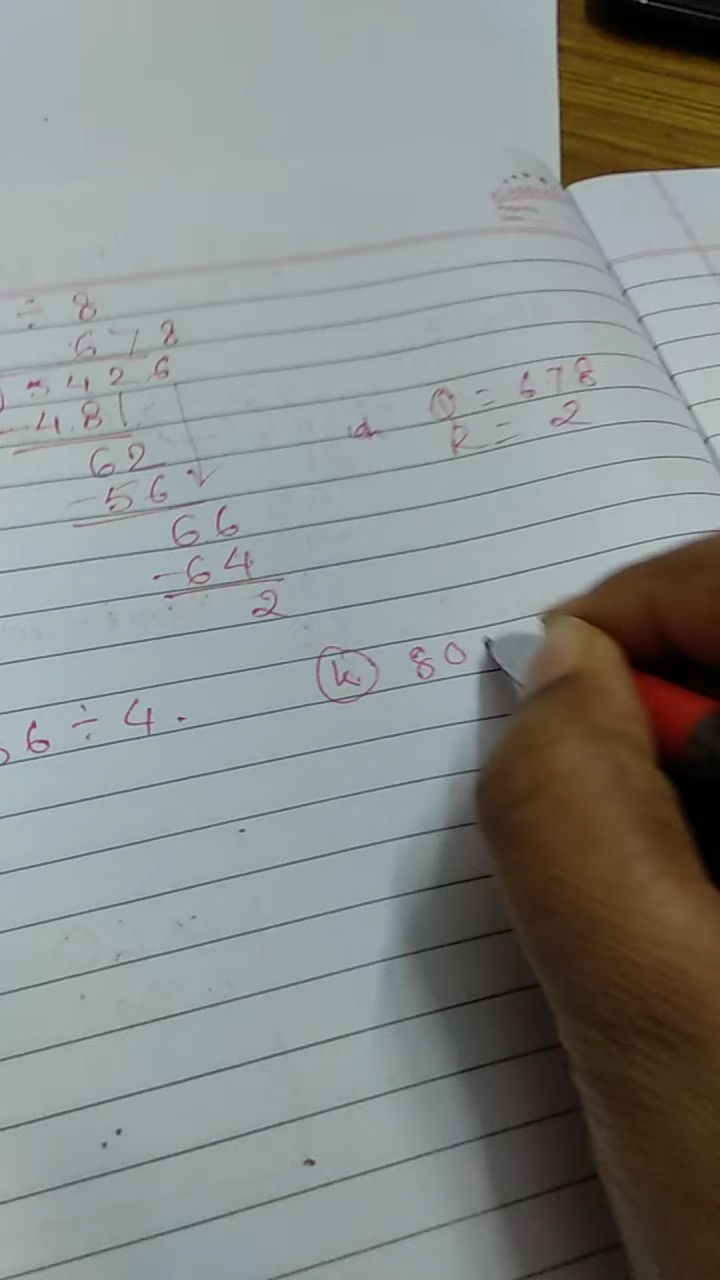 ÷ 8
678
5426
-48
62
-56
66
-64
2
Q = 678
R = 2
6 ÷ 4.
(k) 80